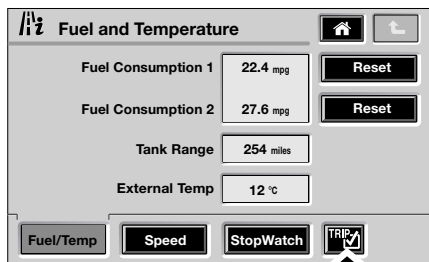 Fuel and Temperature
Fuel Consumption 1 22.4 mpg Reset
Fuel Consumption 2 27.6 mpg Reset
Tank Range 254 miles
External Temp 12 °C
Fuel/Temp Speed StopWatch TRIP